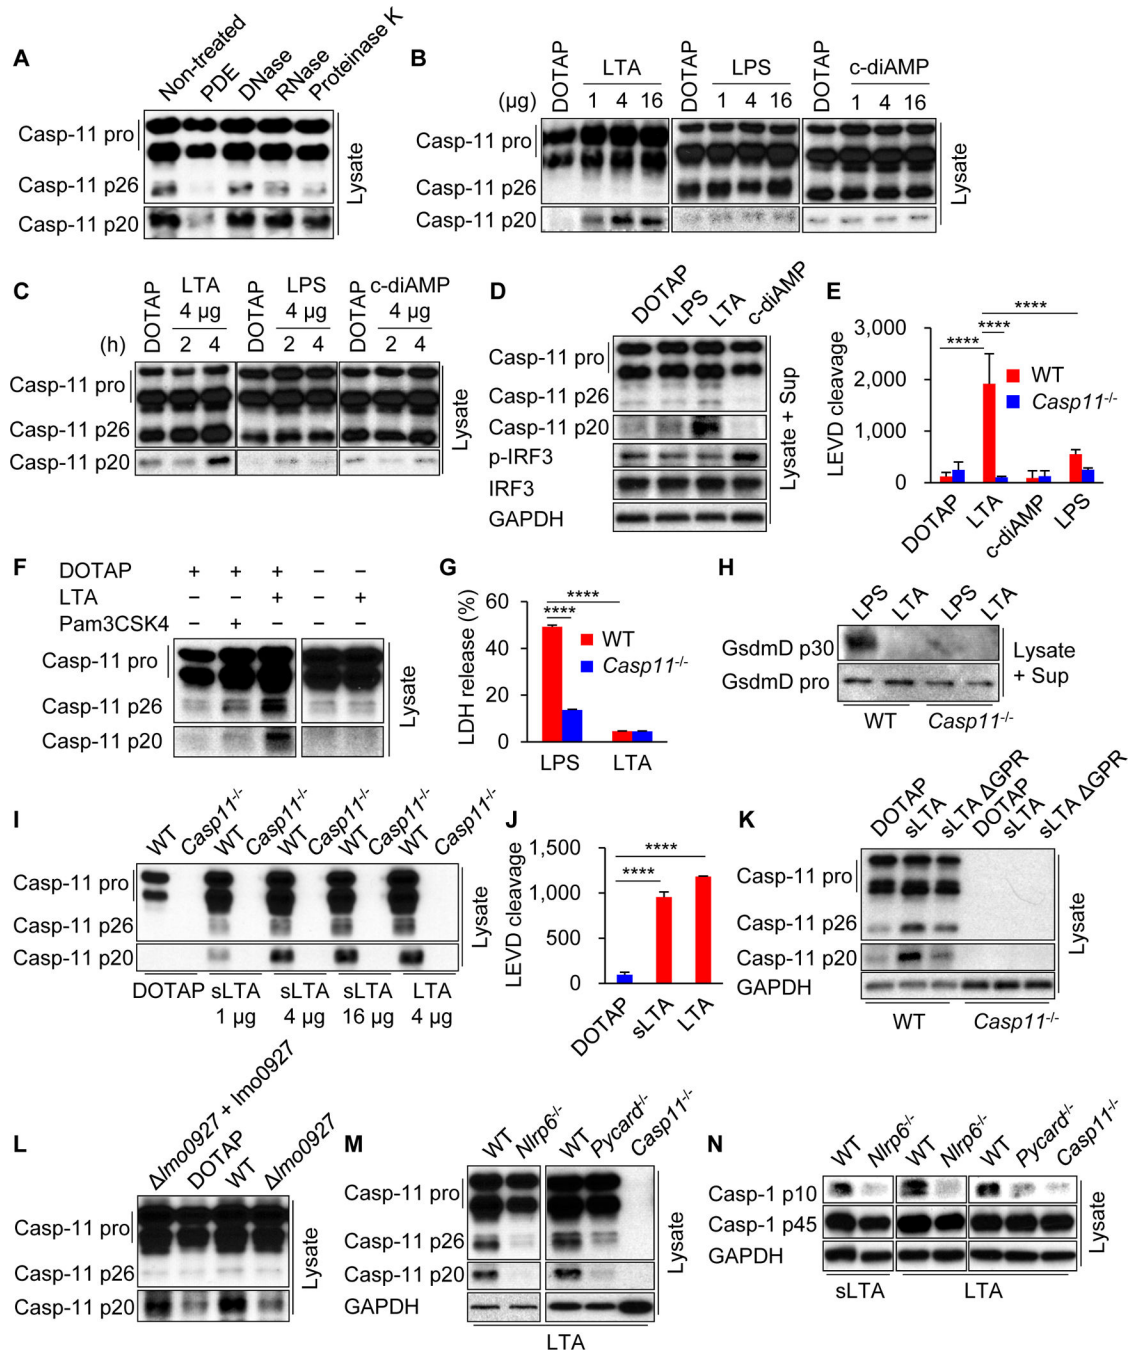 A
Non-treated
PDE
DNase
RNase
Proteinase K
Casp-11 pro
Casp-11 p26
Casp-11 p20
Lysate
B
DOTAP
LTA
DOTAP
LPS
DOTAP
c-diAMP
(µg) 1 4 16 1 4 16 1 4 16
Casp-11 pro
Casp-11 p26
Casp-11 p20
Lysate
C
DOTAP
LTA
4 µg
DOTAP
LPS
4 µg
DOTAP
c-diAMP
4 µg
(h) 2 4 2 4 2 4
Casp-11 pro
Casp-11 p26
Casp-11 p20
Lysate
D
DOTAP
LPS
LTA
c-diAMP
Casp-11 pro
Casp-11 p26
Casp-11 p20
p-IRF3
IRF3
GAPDH
Lysate + Sup
E
LEVD cleavage
3,000
2,000
1,000
0
****
****
****
WT
Casp11-/-
DOTAP
LTA
c-diAMP
LPS
F
DOTAP + + + – –
LTA – – + – +
Pam3CSK4 – + – – –
Casp-11 pro
Casp-11 p26
Casp-11 p20
Lysate
G
LDH release (%)
60
40
20
0
****
****
WT
Casp11-/-
LPS LTA
H
LPS
LTA
LPS
LTA
GsdmD p30
GsdmD pro
Lysate
+ Sup
WT Casp11-/-
I
WT
Casp11-/-
WT
Casp11-/-
WT
Casp11-/-
WT
Casp11-/-
WT
Casp11-/-
Casp-11 pro
Casp-11 p26
Casp-11 p20
Lysate
DOTAP sLTA sLTA sLTA LTA
1 µg 4 µg 16 µg 4 µg
J
LEVD cleavage
1,500
1,000
500
0
****
****
DOTAP
sLTA
LTA
K
DOTAP
sLTA
sLTA ΔGPR
DOTAP
sLTA
sLTA ΔGPR
Casp-11 pro
Casp-11 p26
Casp-11 p20
GAPDH
Lysate
WT Casp11-/-
L
Δlmo0927 + lmo0927
DOTAP
WT
Δlmo0927
Casp-11 pro
Casp-11 p26
Casp-11 p20
Lysate
M
WT
Nlrp6-/-
WT
Pycard-/-
Casp11-/-
Casp-11 pro
Casp-11 p26
Casp-11 p20
GAPDH
Lysate
LTA
N
WT
Nlrp6-/-
WT
Nlrp6-/-
WT
Pycard-/-
Casp11-/-
Casp-1 p10
Casp-1 p45
GAPDH
Lysate
sLTA LTA